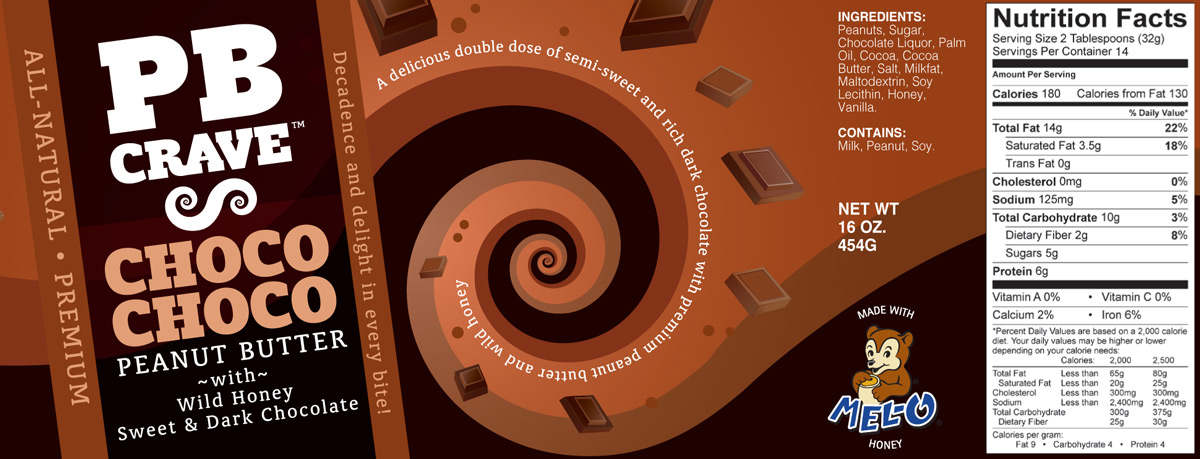 ALL-NATURAL • PREMIUM
PB
CRAVE™
CHOCO
CHOCO
PEANUT BUTTER
~with~
Wild Honey
Sweet & Dark Chocolate
Decadence and delight in every bite!
A delicious double dose of semi-sweet and rich dark chocolate with premium peanut butter and wild honey
INGREDIENTS:
Peanuts, Sugar,
Chocolate Liquor, Palm
Oil, Cocoa, Cocoa
Butter, Salt, Milkfat,
Maltodextrin, Soy
Lecithin, Honey,
Vanilla.
CONTAINS:
Milk, Peanut, Soy.
NET WT
16 OZ.
454G
MADE WITH
MEL-O
HONEY
Nutrition Facts
Serving Size 2 Tablespoons (32g)
Servings Per Container 14
Amount Per Serving
Calories 180 Calories from Fat 130
% Daily Value*
Total Fat 14g 22%
Saturated Fat 3.5g 18%
Trans Fat 0g
Cholesterol 0mg 0%
Sodium 125mg 5%
Total Carbohydrate 10g 3%
Dietary Fiber 2g 8%
Sugars 5g
Protein 6g
Vitamin A 0% • Vitamin C 0%
Calcium 2% • Iron 6%
*Percent Daily Values are based on a 2,000 calorie
diet. Your daily values may be higher or lower
depending on your calorie needs:
Calories: 2,000 2,500
Total Fat Less than 65g 80g
Saturated Fat Less than 20g 25g
Cholesterol Less than 300mg 300mg
Sodium Less than 2,400mg 2,400mg
Total Carbohydrate 300g 375g
Dietary Fiber 25g 30g
Calories per gram:
Fat 9 • Carbohydrate 4 • Protein 4